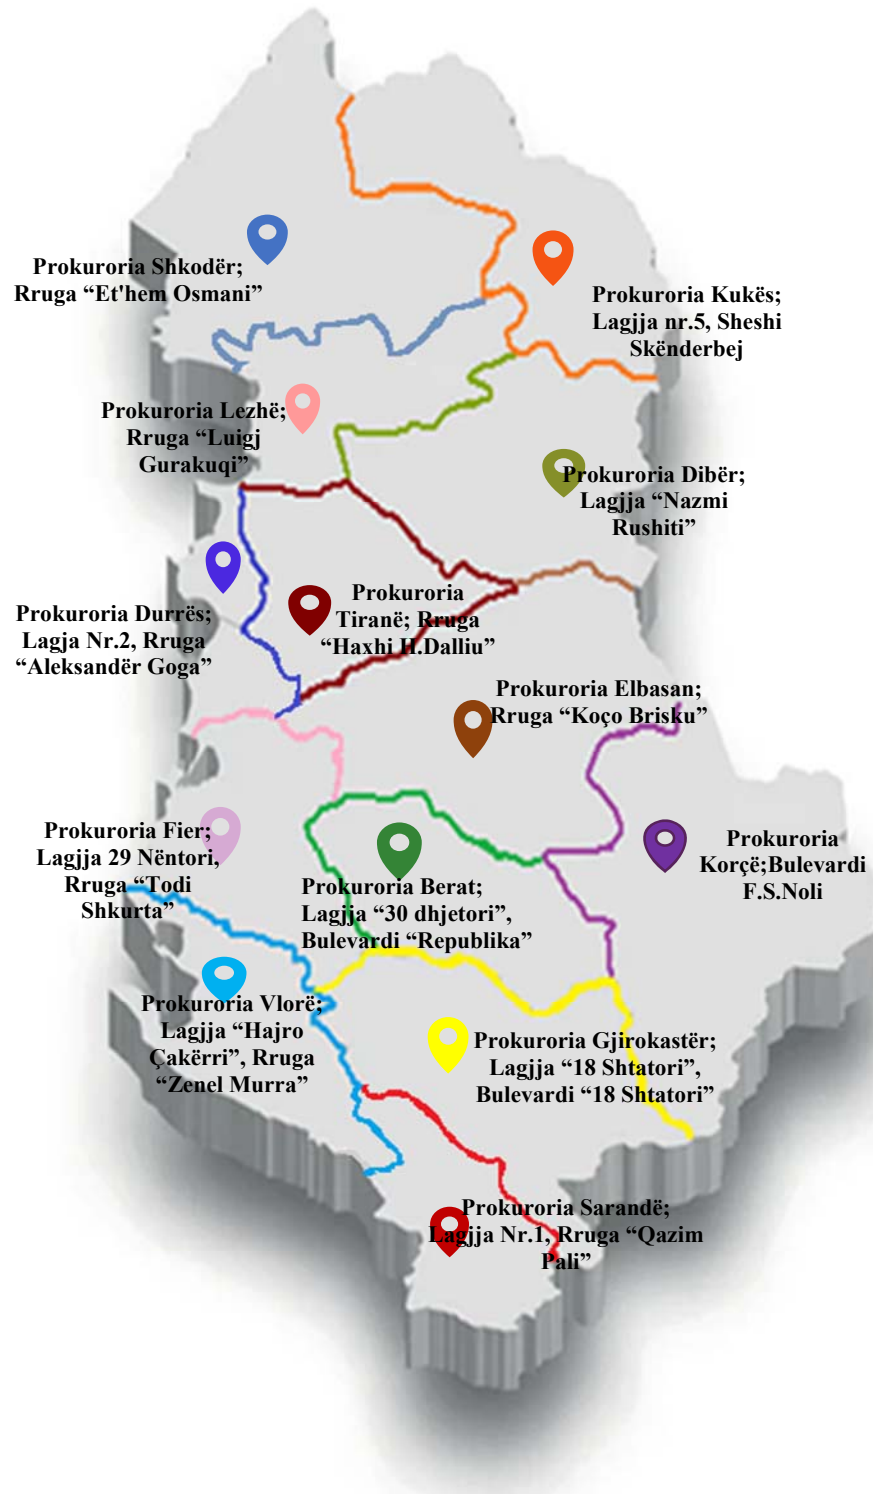 Prokuroria Shkodër;
Rruga “Et'hem Osmani”
Prokuroria Kukës;
Lagjja nr.5, Sheshi
Skënderbej
Prokuroria Lezhë;
Rruga “Luigj
Gurakuqi”
Prokuroria Dibër;
Lagjja “Nazmi
Rushiti”
Prokuroria Durrës;
Lagja Nr.2, Rruga
“Aleksandër Goga”
Prokuroria
Tiranë; Rruga
“Haxhi H.Dalliu”
Prokuroria Elbasan;
Rruga “Koço Brisku”
Prokuroria Fier;
Lagjja 29 Nëntori,
Rruga “Todi
Shkurta”
Prokuroria Berat;
Lagjja “30 dhjetori”,
Bulevardi “Republika”
Prokuroria
Korçë;Bulevardi
F.S.Noli
Prokuroria Vlorë;
Lagjja “Hajro
Çakërri”, Rruga
“Zenel Murra”
Prokuroria Gjirokastër;
Lagjja “18 Shtatori”,
Bulevardi “18 Shtatori”
Prokuroria Sarandë;
Lagjja Nr.1, Rruga “Qazim
Pali”